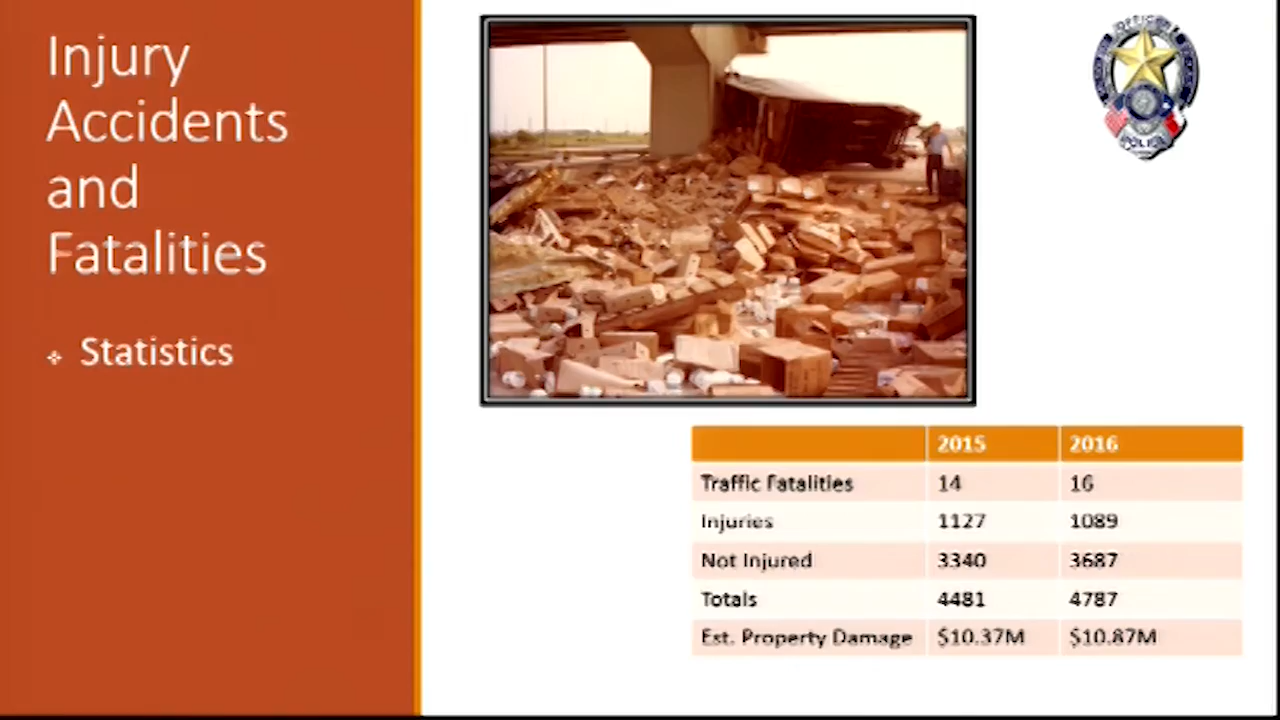 Injury
Accidents
and
Fatalities
Statistics
2015 2016
Traffic Fatalities 14 16
Injuries 1127 1089
Not Injured 3340 3687
Totals 4481 4787
Est. Property Damage $10.37M $10.87M